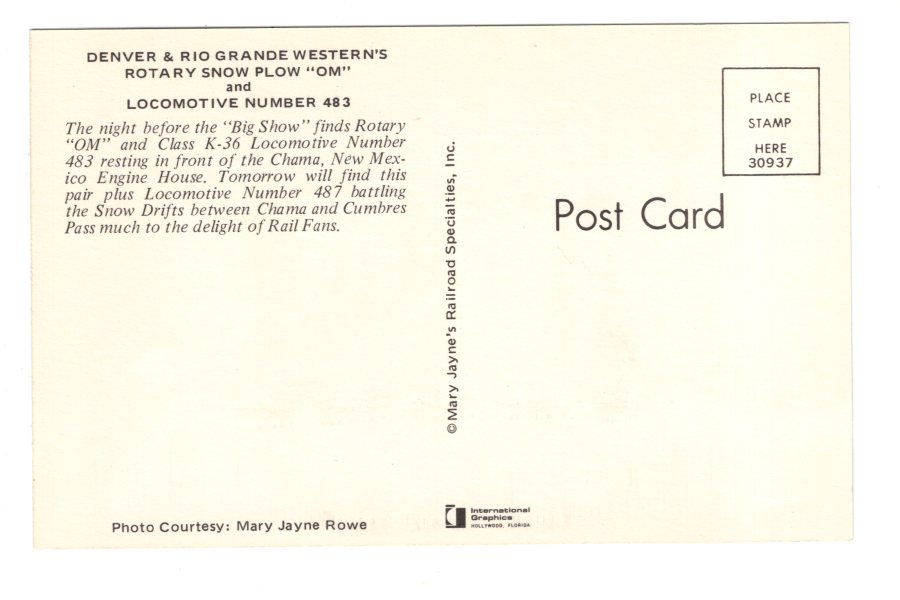 DENVER & RIO GRANDE WESTERN'S
ROTARY SNOW PLOW "OM"
and
LOCOMOTIVE NUMBER 483
The night before the "Big Show" finds Rotary
"OM" and Class K-36 Locomotive Number
483 resting in front of the Chama, New Mex-
ico Engine House. Tomorrow will find this
pair plus Locomotive Number 487 battling
the Snow Drifts between Chama and Cumbres
Pass much to the delight of Rail Fans.
Photo Courtesy: Mary Jayne Rowe
©Mary Jayne's Railroad Specialties, Inc.
International
Graphics
HOLLYWOOD, FLORIDA
PLACE
STAMP
HERE
30937
Post Card